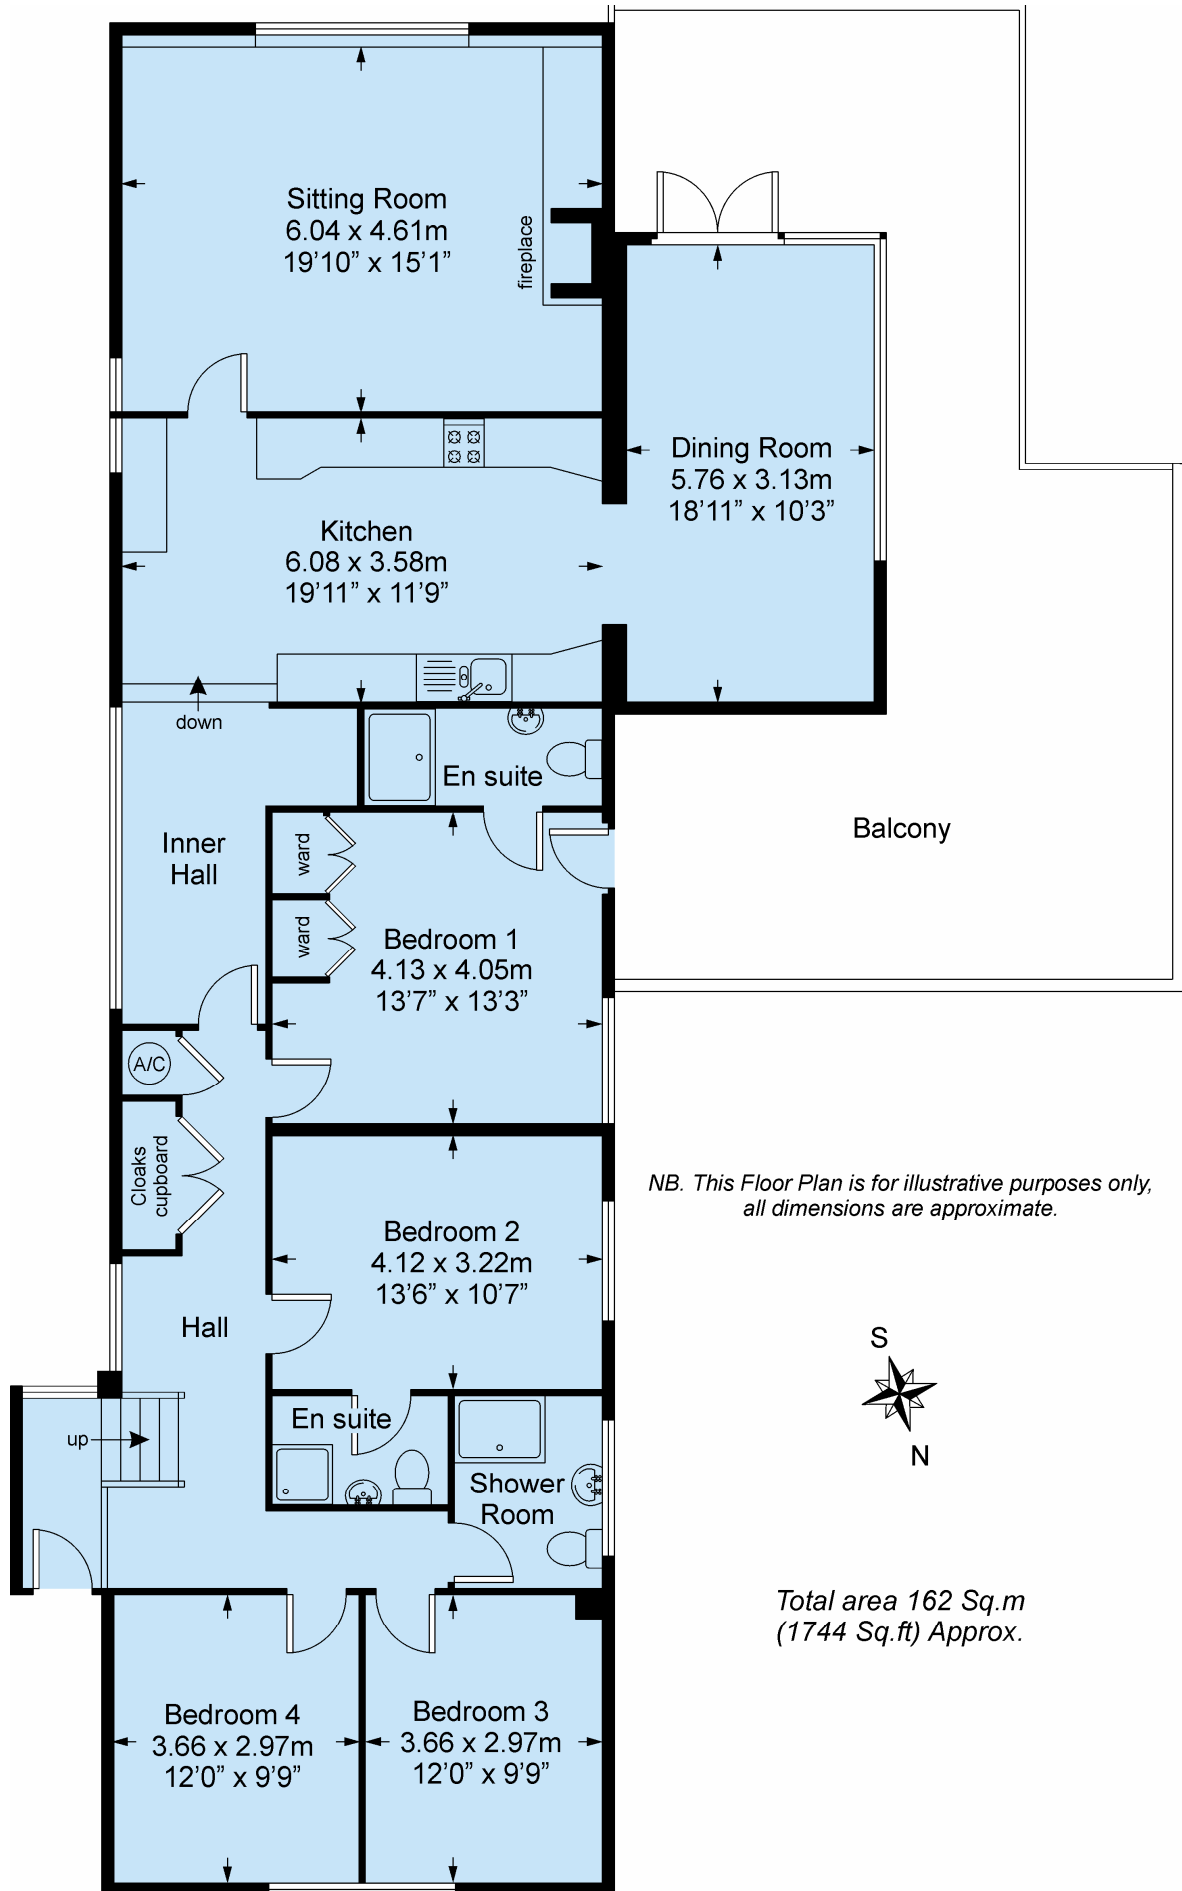 Sitting Room
6.04 x 4.61m
19’10” x 15’1”
fireplace
Dining Room
5.76 x 3.13m
18’11” x 10’3”
Kitchen
6.08 x 3.58m
19’11” x 11’9”
down
En suite
Balcony
Inner
Hall
ward
ward
Bedroom 1
4.13 x 4.05m
13’7” x 13’3”
A/C
Cloaks
cupboard
NB. This Floor Plan is for illustrative purposes only,
all dimensions are approximate.
Bedroom 2
4.12 x 3.22m
13’6” x 10’7”
Hall
S
N
up
En suite
Shower
Room
Total area 162 Sq.m
(1744 Sq.ft) Approx.
Bedroom 4
3.66 x 2.97m
12’0” x 9’9”
Bedroom 3
3.66 x 2.97m
12’0” x 9’9”